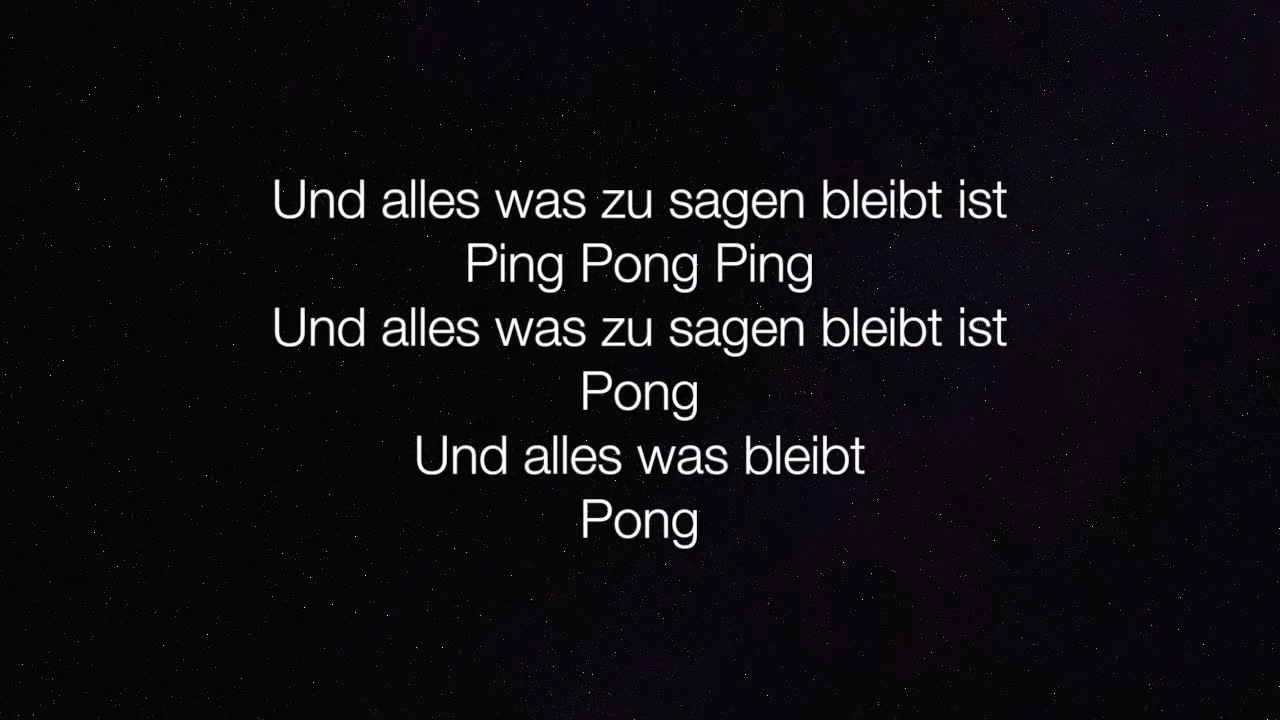 Und alles was zu sagen bleibt ist
Ping Pong Ping
Und alles was zu sagen bleibt ist
Pong
Und alles was bleibt
Pong